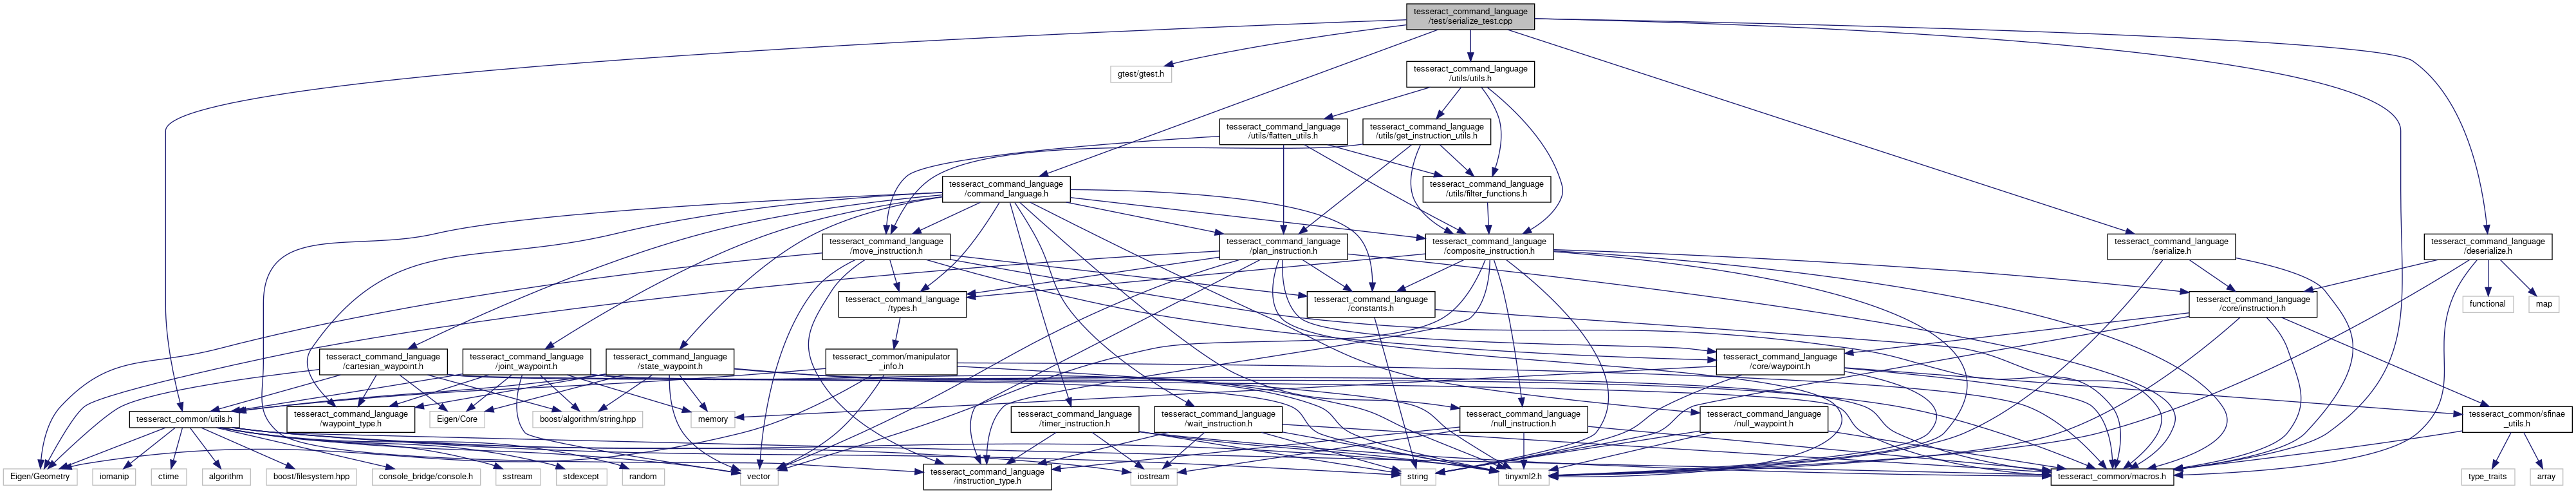 tesseract_command_language
/test/serialize_test.cpp
gtest/gtest.h
tesseract_command_language
/utils/utils.h
tesseract_command_language
/utils/flatten_utils.h
tesseract_command_language
/utils/get_instruction_utils.h
tesseract_command_language
/command_language.h
tesseract_command_language
/utils/filter_functions.h
tesseract_command_language
/move_instruction.h
tesseract_command_language
/plan_instruction.h
tesseract_command_language
/composite_instruction.h
tesseract_command_language
/serialize.h
tesseract_command_language
/deserialize.h
tesseract_command_language
/types.h
tesseract_command_language
/constants.h
tesseract_command_language
/core/instruction.h
functional
map
tesseract_command_language
/cartesian_waypoint.h
tesseract_command_language
/joint_waypoint.h
tesseract_command_language
/state_waypoint.h
tesseract_common/manipulator
_info.h
tesseract_command_language
/core/waypoint.h
tesseract_common/utils.h
tesseract_command_language
/waypoint_type.h
Eigen/Core
boost/algorithm/string.hpp
memory
tesseract_command_language
/timer_instruction.h
tesseract_command_language
/wait_instruction.h
tesseract_command_language
/null_instruction.h
tesseract_command_language
/null_waypoint.h
tesseract_common/sfinae
_utils.h
Eigen/Geometry
iomanip
ctime
algorithm
boost/filesystem.hpp
console_bridge/console.h
sstream
stdexcept
random
vector
tesseract_command_language
/instruction_type.h
iostream
string
tinyxml2.h
tesseract_common/macros.h
type_traits
array